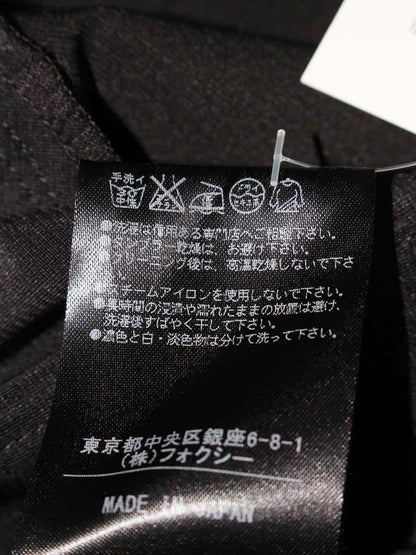 手洗イ
中性
ドライ
●洗濯は信用ある専門店へご相談下さい。
●タンブラー乾燥は、お避け下さい。
●クリーニング後は、高温乾燥しないで下さ
スチームアイロンを使用しないで下さい。
●長時間の浸漬や濡れたままの放置は避け、
洗濯後すばやく干して下さい。
●濃色と白・淡色物は分けて洗って下さい。
東京都中央区銀座6-8-1
(株)フォクシー
MADE IN JAPAN